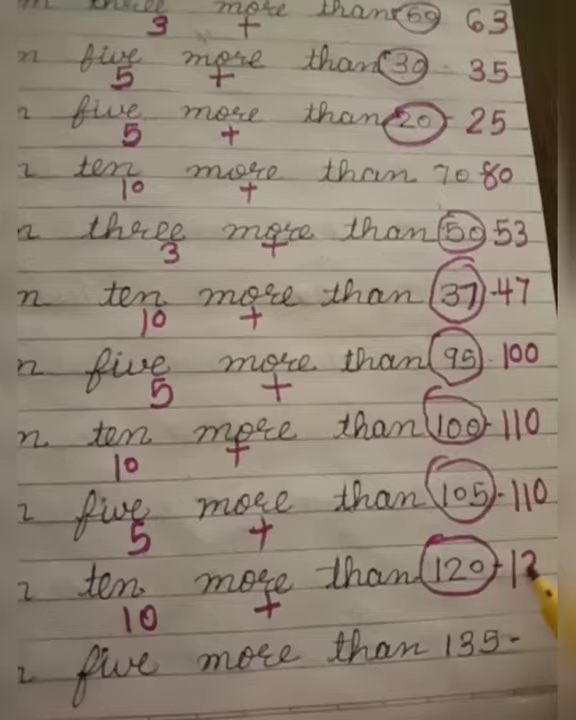 n three more than 60 63
3 +
n five more than 30 - 35
5 +
n five more than 20 - 25
5 +
n ten more than 70 80
10 +
n three more than 50 53
3 +
n ten more than 37 - 47
10 +
n five more than 95 - 100
5 +
n ten more than 100 - 110
10 +
n five more than 105 - 110
5 +
n ten more than 120 - 13
10 +
n five more than 135 -